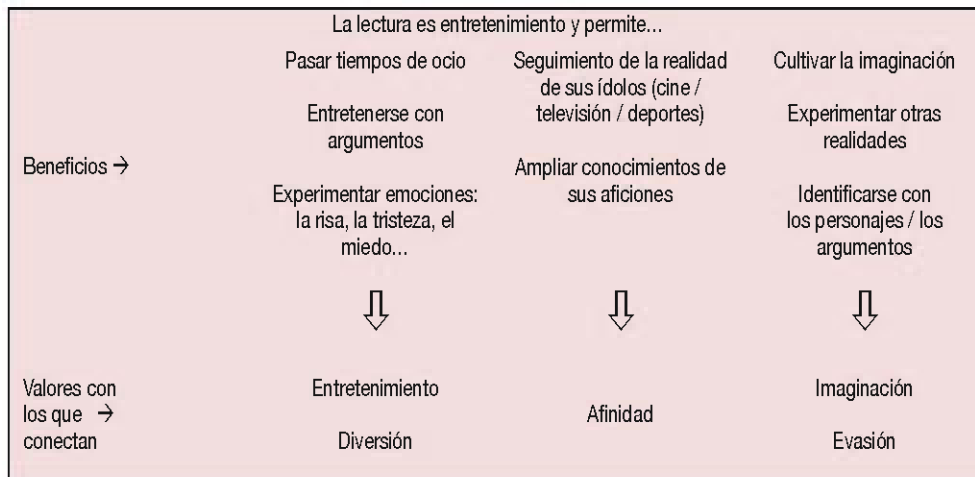 La lectura es entretenimiento y permite…
Beneficios →
Pasar tiempos de ocio
Entretenerse con
argumentos
Experimentar emociones:
la risa, la tristeza, el
miedo…
Seguimiento de la realidad
de sus ídolos (cine /
televisión / deportes)
Ampliar conocimientos de
sus aficiones
Cultivar la imaginación
Experimentar otras
realidades
Identificarse con
los personajes / los
argumentos
Valores con
los que →
conectan
Entretenimiento
Diversión
Afinidad
Imaginación
Evasión